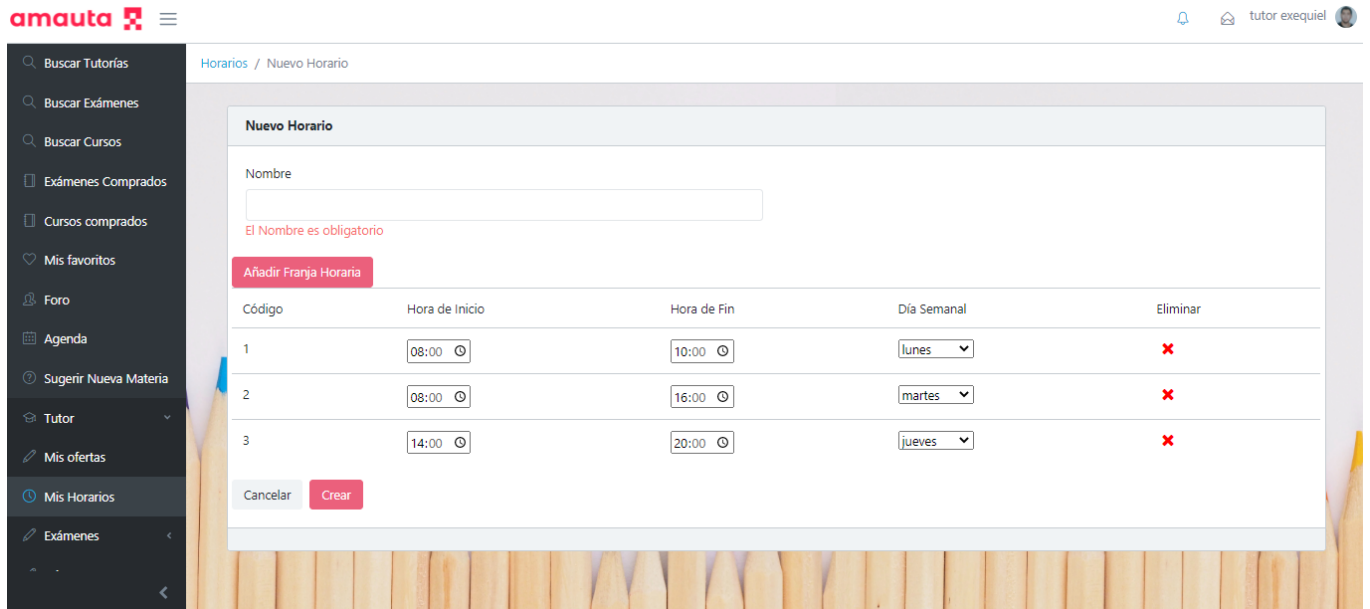 amauta
tutor exequiel
Buscar Tutorías
Buscar Exámenes
Buscar Cursos
Exámenes Comprados
Cursos comprados
Mis favoritos
Foro
Agenda
Sugerir Nueva Materia
Tutor
Mis ofertas
Mis Horarios
Exámenes
Horarios / Nuevo Horario
Nuevo Horario
Nombre
El Nombre es obligatorio
Añadir Franja Horaria
Código Hora de Inicio Hora de Fin Día Semanal Eliminar
1 08:00 10:00 lunes
2 08:00 16:00 martes
3 14:00 20:00 jueves
Cancelar Crear